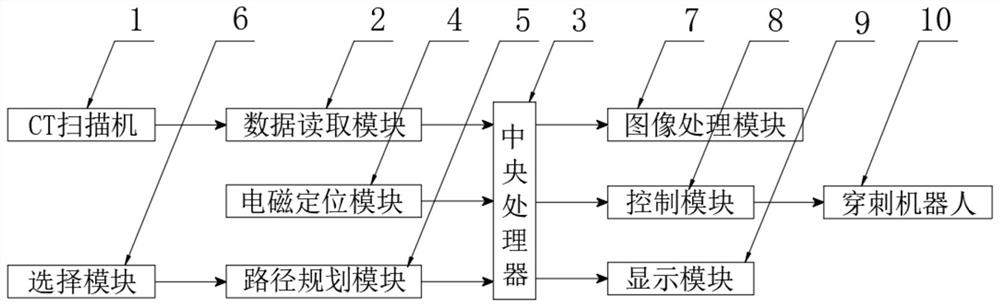 1
6
2
4
5
3
7
8
9
10
CT扫描机
数据读取模块
中央处理器
图像处理模块
电磁定位模块
控制模块
穿刺机器人
选择模块
路径规划模块
显示模块